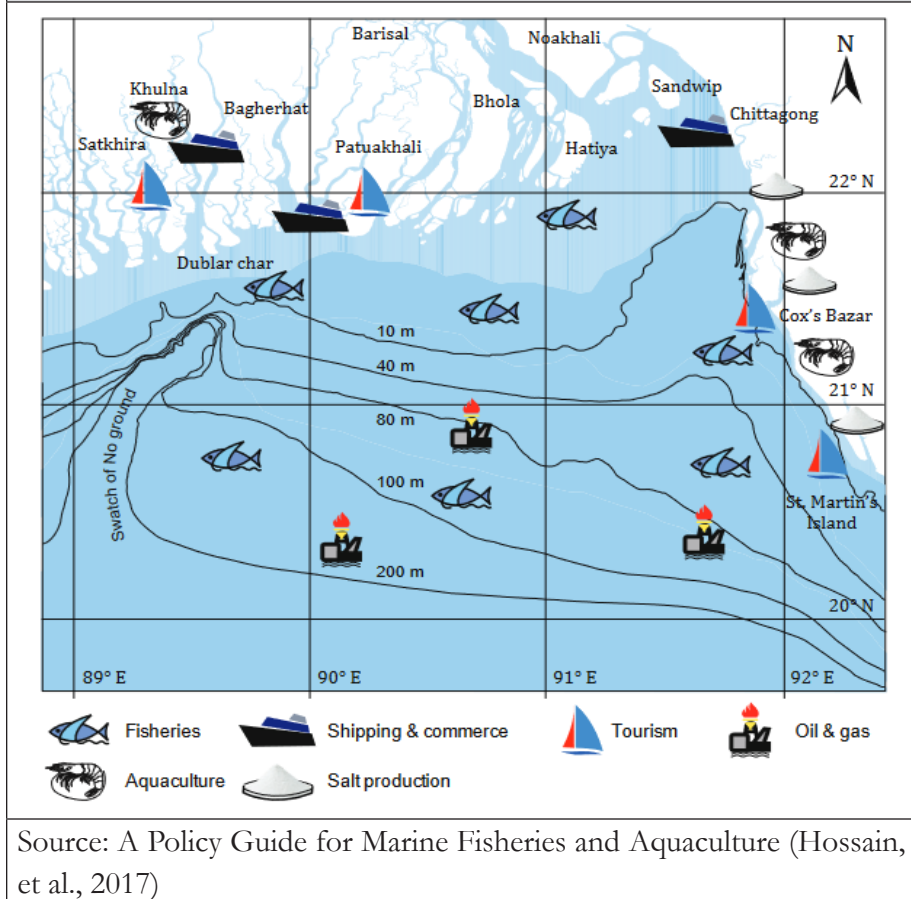 Barisal
Noakhali
N
Khulna
Sandwip
Bagherhat
Bhola
Chittagong
Satkhira
Patuakhali
Hatiya
22° N
Dublar char
10 m
Cox's Bazar
40 m
21° N
80 m
Swatch of No ground
100 m
St. Martin's
Island
200 m
20° N
89° E
90° E
91° E
92° E
Fisheries
Shipping & commerce
Tourism
Oil & gas
Aquaculture
Salt production
Source: A Policy Guide for Marine Fisheries and Aquaculture (Hossain,
et al., 2017)